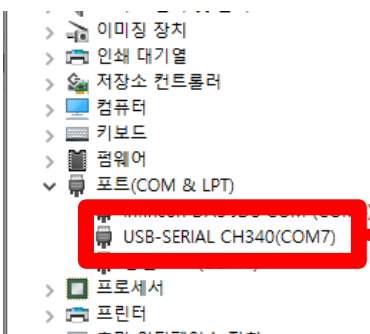 이미징 장치
인쇄 대기열
저장소 컨트롤러
컴퓨터
키보드
펌웨어
포트(COM & LPT)
USB-SERIAL CH340(COM7)
프로세서
프린터